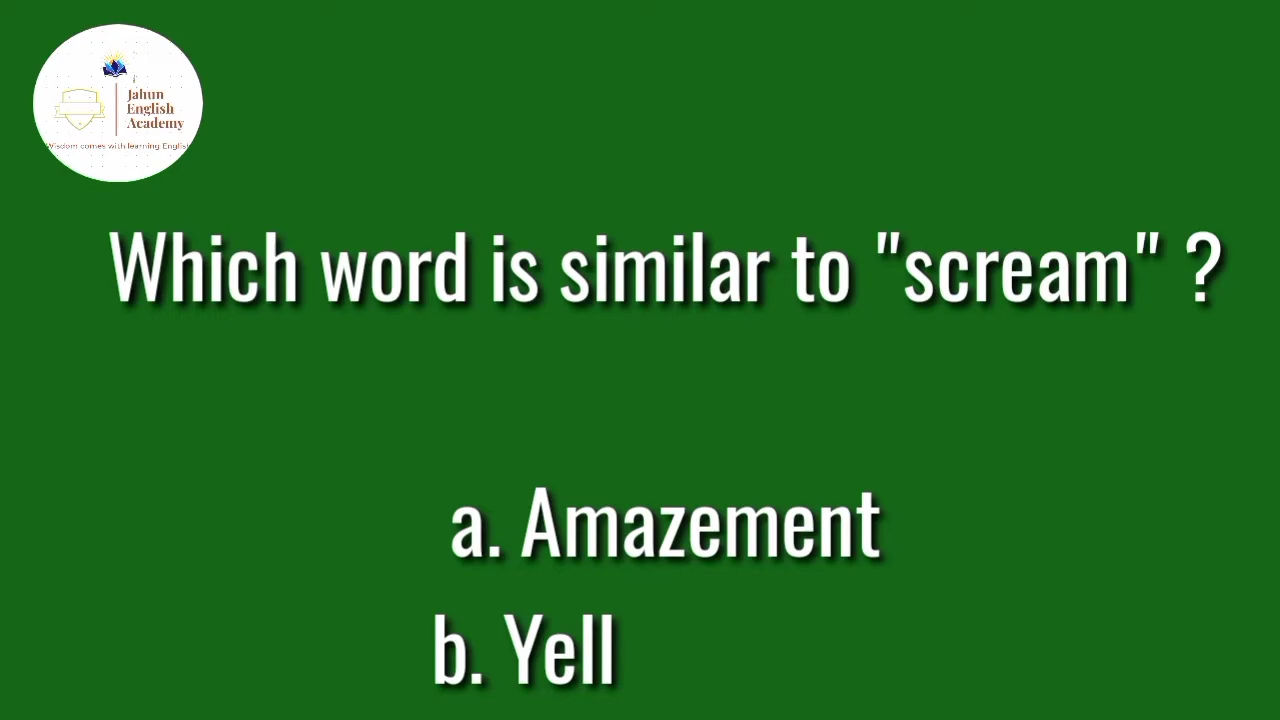 Jahun
English
Academy
Wisdom comes with learning English
Which word is similar to "scream" ?
a. Amazement
b. Yell